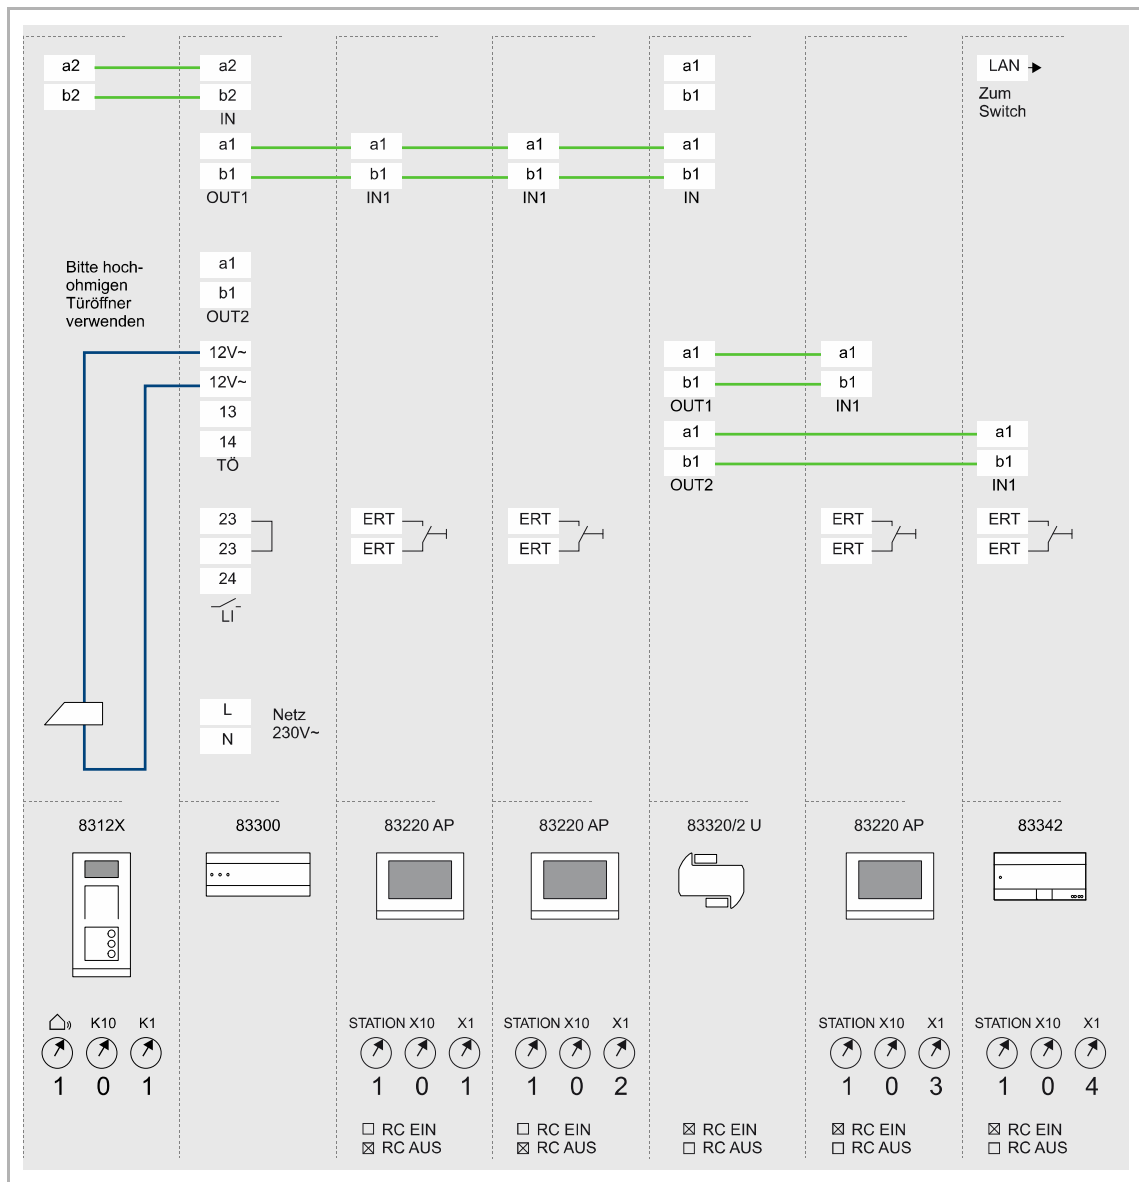 a2 a2 a1 LAN
b2 b2 b1 Zum
IN Switch
a1 a1 a1 a1
b1 b1 b1 b1
OUT1 IN1 IN1 IN
a1
b1
OUT2
Bitte hoch-
ohmigen
Türöffner
verwenden
12V~ a1 a1
12V~ b1 b1
13 OUT1 IN1
14 a1 a1
TÖ b1 b1
OUT2 IN1
23 ERT ERT ERT ERT
23 ERT ERT ERT ERT
24
LI
L Netz
N 230V~
8312X 83300 83220 AP 83220 AP 83320/2 U 83220 AP 83342
K10 K1 STATION X10 X1 STATION X10 X1 STATION X10 X1 STATION X10 X1
1 0 1 1 0 1 1 0 2 1 0 3 1 0 4
☐ RC EIN ☐ RC EIN ☒ RC EIN ☒ RC EIN ☒ RC EIN
☒ RC AUS ☒ RC AUS ☐ RC AUS ☐ RC AUS ☐ RC AUS